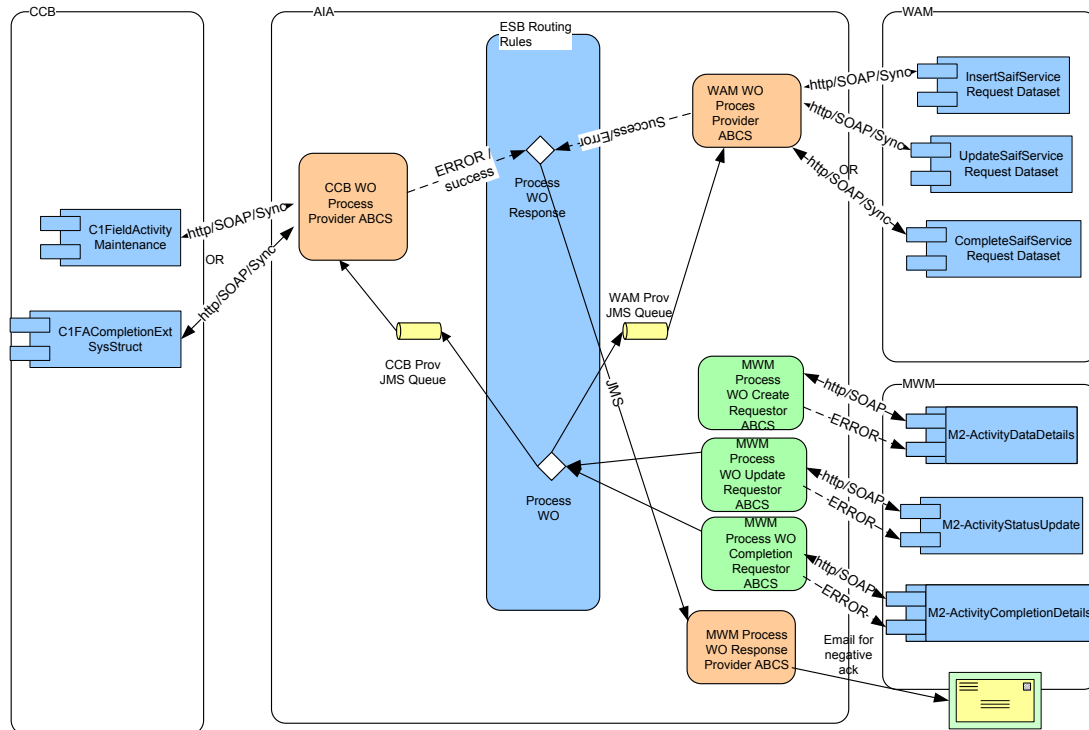 CCB
AIA
WAM
ESB Routing
Rules
InsertSaifService
Request Dataset
http/SOAP/Sync
WAM WO
Proces
Provider
ABCS
Success/Error
http/SOAP/Sync
UpdateSaifService
Request Dataset
OR
http/SOAP/Sync
CompleteSaifService
Request Dataset
ERROR /
success
Process
WO
Response
CCB WO
Process
Provider ABCS
C1FieldActivity
Maintenance
http/SOAP/Sync
OR
http/SOAP/Sync
C1FACompletionExt
SysStruct
WAM Prov
JMS Queue
CCB Prov
JMS Queue
JMS
MWM
MWM
Process
WO Create
Requestor
ABCS
http/SOAP
ERROR
M2-ActivityDataDetails
MWM
Process
WO Update
Requestor
ABCS
http/SOAP
ERROR
M2-ActivityStatusUpdate
Process
WO
MWM
Process WO
Completion
Requestor
ABCS
http/SOAP
ERROR
M2-ActivityCompletionDetails
MWM Process
WO Response
Provider ABCS
Email for
negative
ack